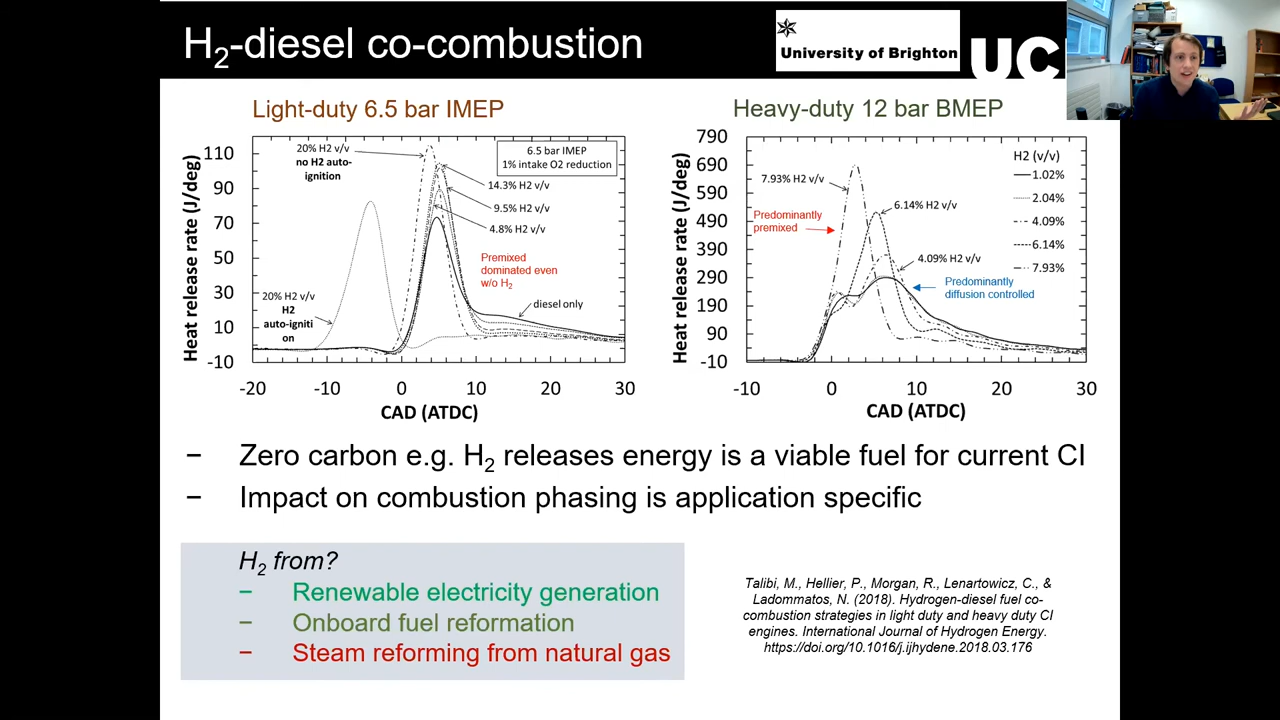 H2-diesel co-combustion
University of Brighton
UC
Light-duty 6.5 bar IMEP
Heavy-duty 12 bar BMEP
Heat release rate (J/deg)
110
90
70
50
30
10
-10
-20
-10
0
10
20
30
CAD (ATDC)
20% H2 v/v
no H2 auto-
ignition
6.5 bar IMEP
1% intake O2 reduction
14.3% H2 v/v
9.5% H2 v/v
4.8% H2 v/v
Premixed
dominated even
w/o H2
diesel only
20% H2 v/v
H2
auto-igniti
on
Heat release rate (J/deg)
790
690
590
490
390
290
190
90
-10
-10
0
10
20
30
CAD (ATDC)
7.93% H2 v/v
6.14% H2 v/v
4.09% H2 v/v
Predominantly
premixed
Predominantly
diffusion controlled
H2 (v/v)
1.02%
2.04%
4.09%
6.14%
7.93%
− Zero carbon e.g. H2 releases energy is a viable fuel for current CI
− Impact on combustion phasing is application specific
H2 from?
− Renewable electricity generation
− Onboard fuel reformation
− Steam reforming from natural gas
Talibi, M., Hellier, P., Morgan, R., Lenartowicz, C., &
Ladommatos, N. (2018). Hydrogen-diesel fuel co-
combustion strategies in light duty and heavy duty CI
engines. International Journal of Hydrogen Energy.
https://doi.org/10.1016/j.ijhydene.2018.03.176